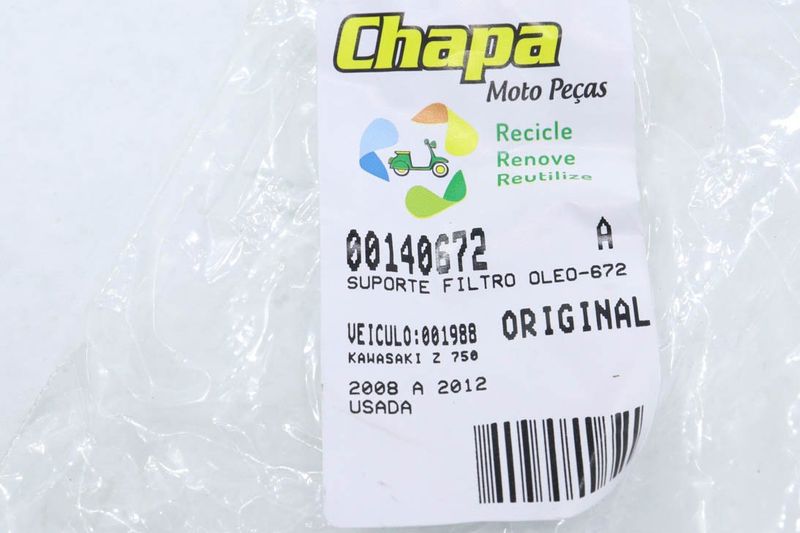 Chapa
Moto Peças
Recicle
Renove
Reutilize
00140672 A
SUPORTE FILTRO OLEO-672
ORIGINAL
VEICULO:001988
KAWASAKI Z 750
2008 A 2012
USADA